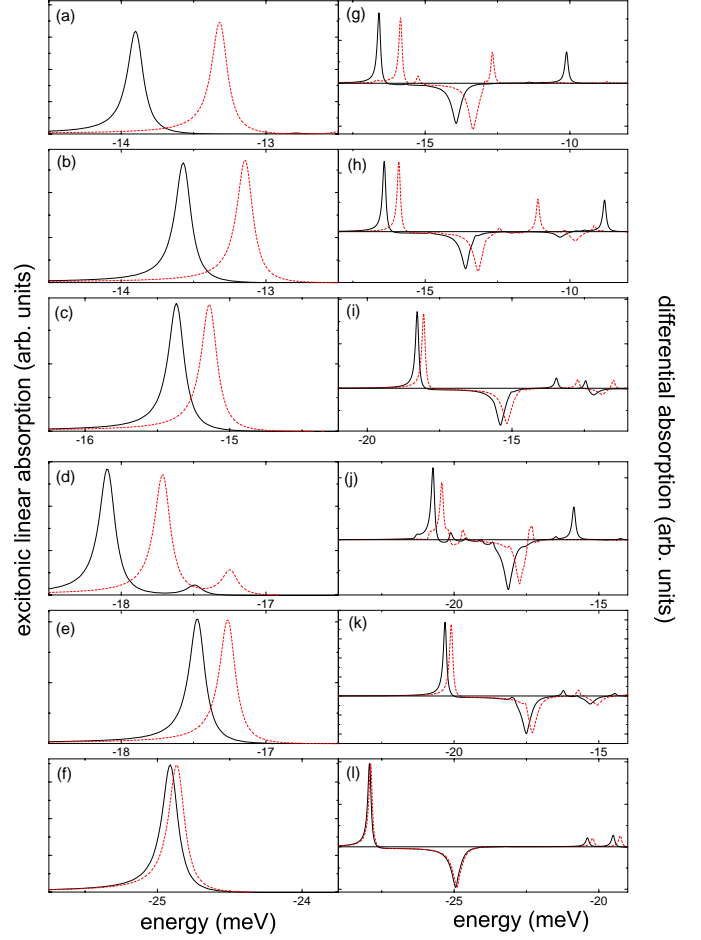 (a)
-14
-13
(g)
-15
-10
(b)
-14
-13
(h)
-15
-10
(c)
-16
-15
(i)
-20
-15
(d)
-18
-17
(j)
-20
-15
(e)
-18
-17
(k)
-20
-15
(f)
-25
-24
(l)
-25
-20
excitonic linear absorption (arb. units)
differential absorption (arb. units)
energy (meV)
energy (meV)